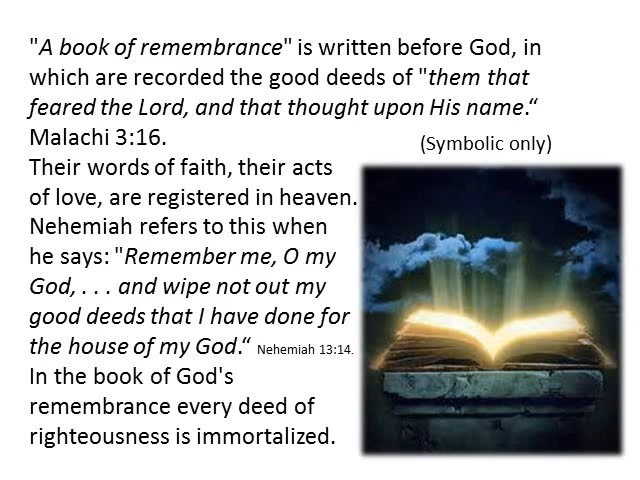 "A book of remembrance" is written before God, in
which are recorded the good deeds of "them that
feared the Lord, and that thought upon His name.“
Malachi 3:16.
(Symbolic only)
Their words of faith, their acts
of love, are registered in heaven.
Nehemiah refers to this when
he says: "Remember me, O my
God, . . . and wipe not out my
good deeds that I have done for
the house of my God.“ Nehemiah 13:14.
In the book of God's
remembrance every deed of
righteousness is immortalized.